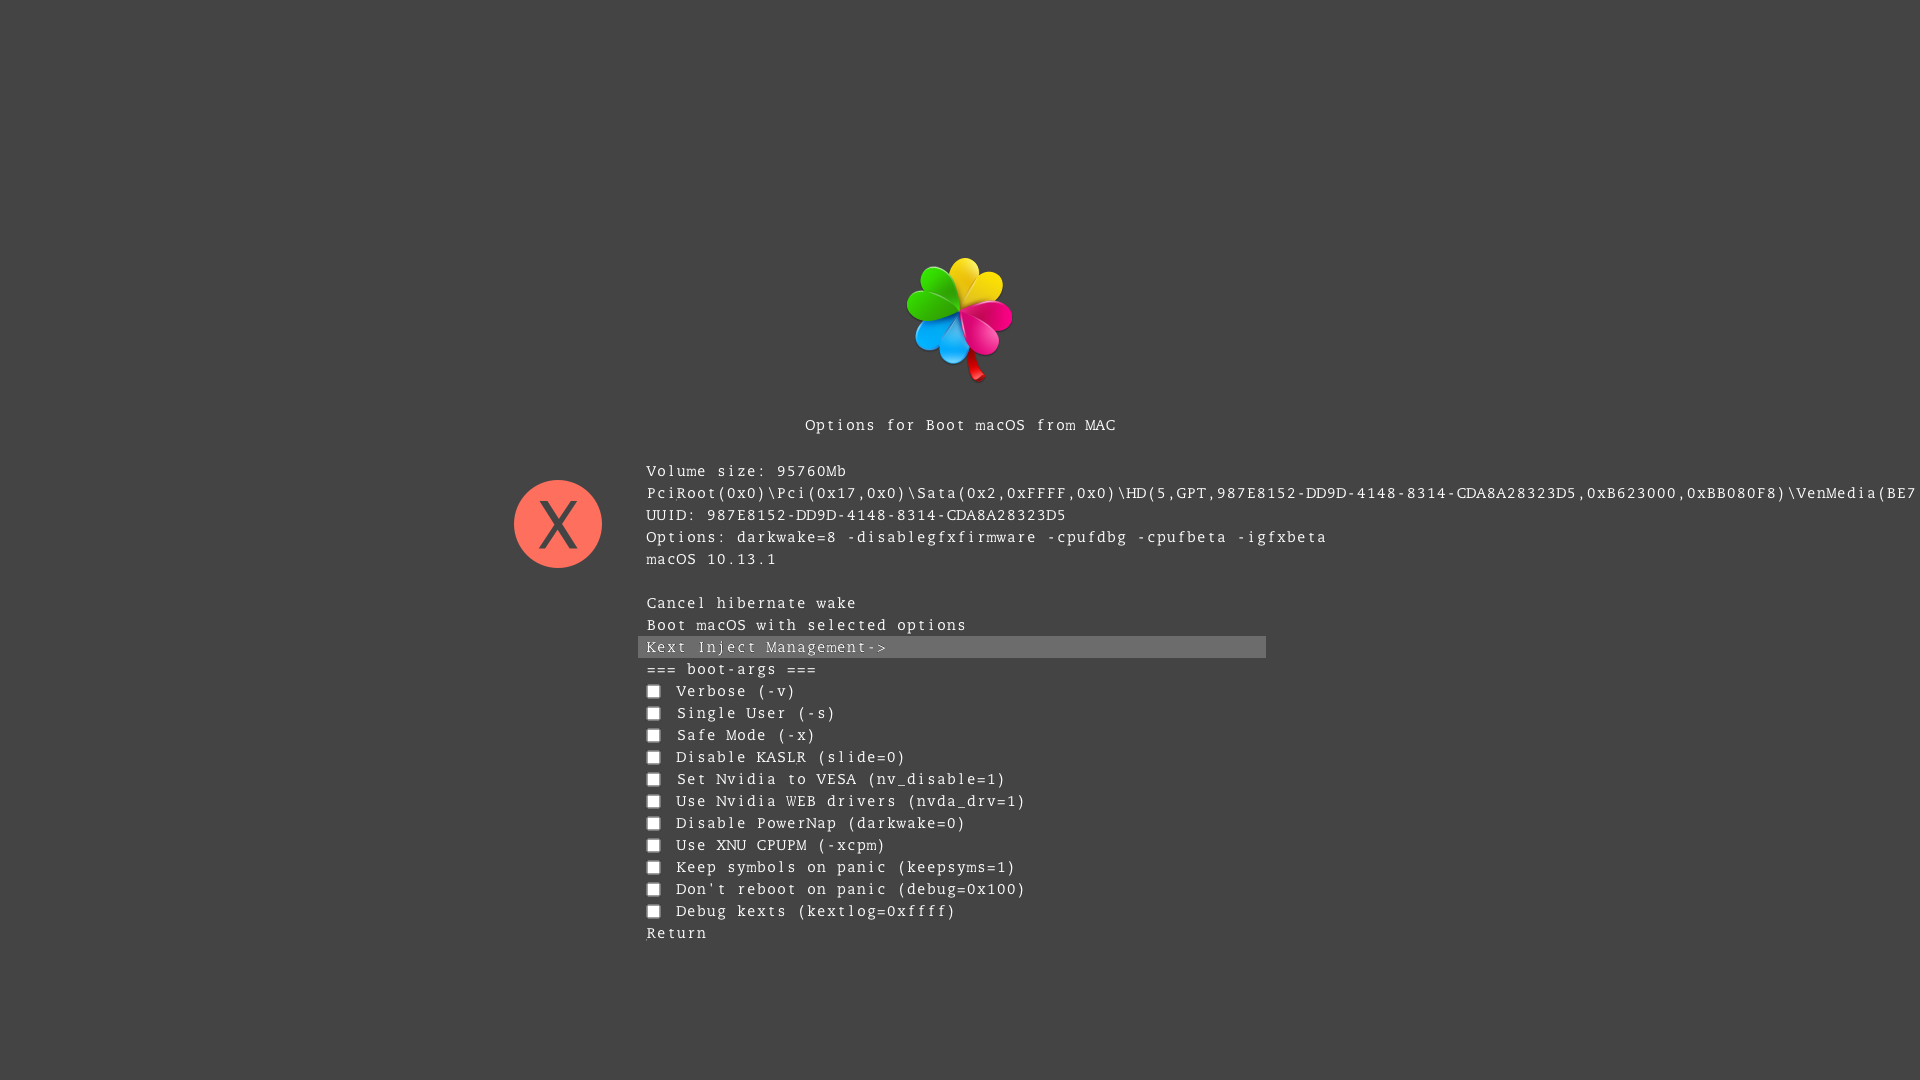 Options for Boot macOS from MAC
Volume size: 95760Mb
PciRoot(0x0)\Pci(0x17,0x0)\Sata(0x2,0xFFFF,0x0)\HD(5,GPT,987E8152-DD9D-4148-8314-CDA8A28323D5,0xB623000,0xBB080F8)\VenMedia(BE7
X
UUID: 987E8152-DD9D-4148-8314-CDA8A28323D5
Options: darkwake=8 -disablegfxfirmware -cpufdbg -cpufbeta -igfxbeta
macOS 10.13.1
Cancel hibernate wake
Boot macOS with selected options
Kext Inject Management->
=== boot-args ===
Verbose (-v)
Single User (-s)
Safe Mode (-x)
Disable KASLR (slide=0)
Set Nvidia to VESA (nv_disable=1)
Use Nvidia WEB drivers (nvda_drv=1)
Disable PowerNap (darkwake=0)
Use XNU CPUPM (-xcpm)
Keep symbols on panic (keepsyms=1)
Don't reboot on panic (debug=0x100)
Debug kexts (kextlog=0xffff)
Return